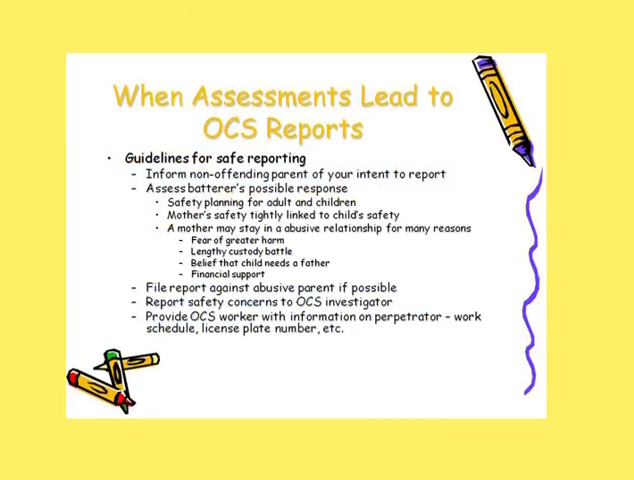 When Assessments Lead to
OCS Reports
• Guidelines for safe reporting
– Inform non-offending parent of your intent to report
– Assess batterer's possible response
• Safety planning for adult and children
• Mother's safety tightly linked to child's safety
• A mother may stay in a abusive relationship for many reasons
– Fear of greater harm
– Lengthy custody battle
– Belief that child needs a father
– Financial support
– File report against abusive parent if possible
– Report safety concerns to OCS investigator
– Provide OCS worker with information on perpetrator – work
schedule, license plate number, etc.